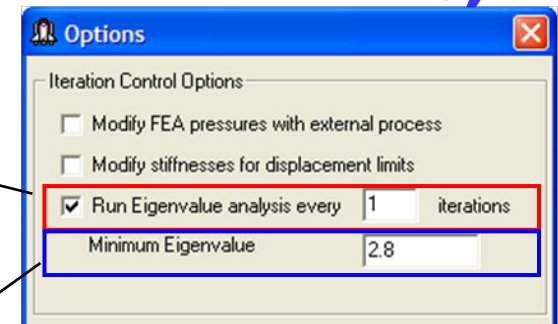 Options
Iteration Control Options
Modify FEA pressures with external process
Modify stiffnesses for displacement limits
Run Eigenvalue analysis every 1 iterations
Minimum Eigenvalue 2.8